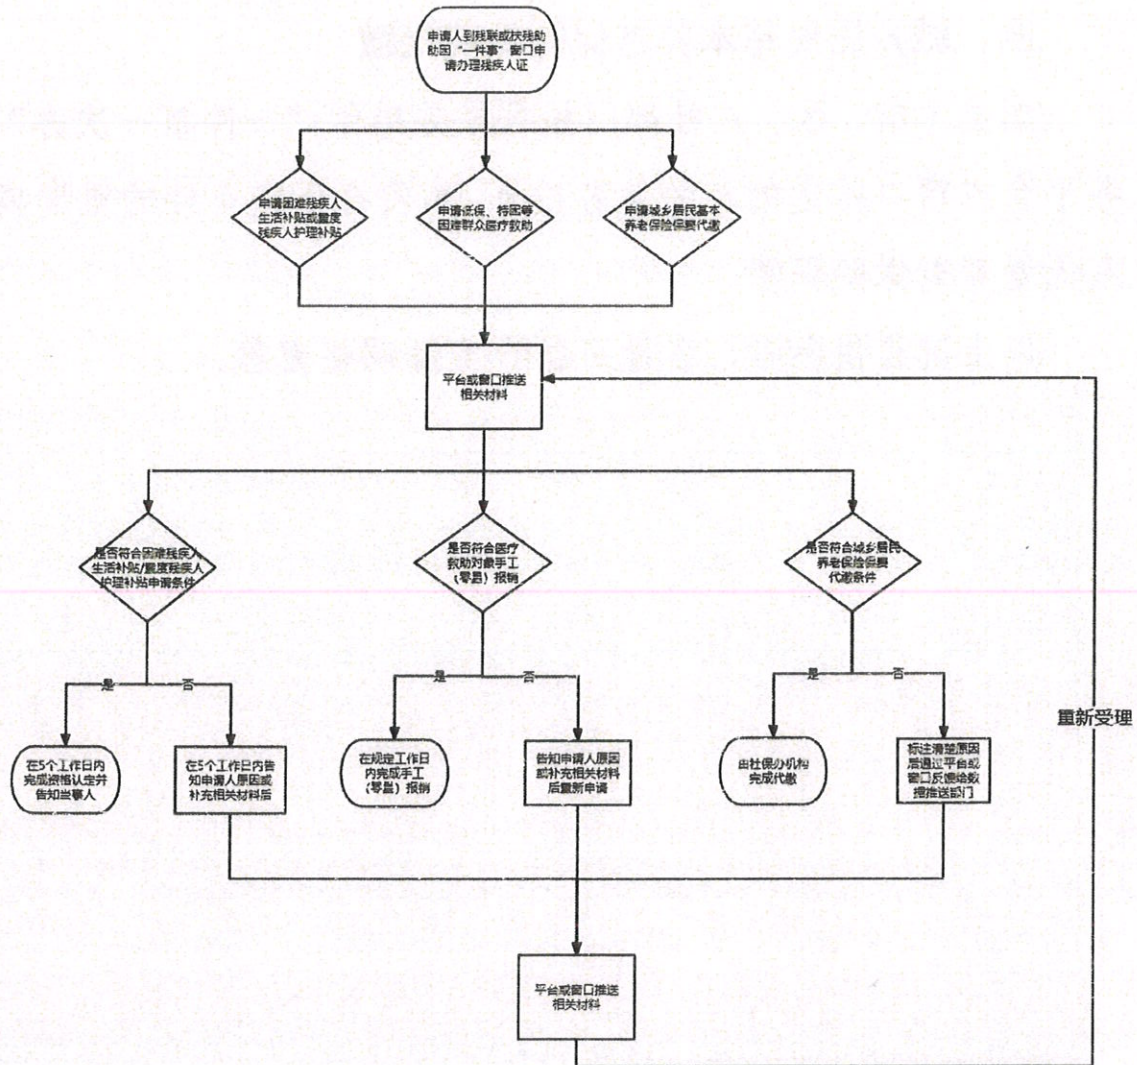 申请人到残联或扶残助
助困“一件事”窗口申
请办理残疾人证
申请困难残疾人
生活补贴或重度
残疾人护理补贴
申请低保、特困等
困难群众医疗救助
申请城乡居民基本
养老保险保费代缴
平台或窗口推送
相关材料
是否符合困难残疾人
生活补贴/重度残疾人
护理补贴申请条件
是否符合医疗
救助对象手工
（零星）报销
是否符合城乡居民
养老保险保费
代缴条件
是
否
是
否
是
否
重新受理
在5个工作日内
完成资格认定并
告知当事人
在5个工作日内告
知申请人原因或
补充相关材料后
在规定工作日
内完成手工
（零星）报销
告知申请人原因
或补充相关材料
后重新申请
由社保办机构
完成代缴
标注清楚原因
后通过平台或
窗口反馈给数
据推送部门
平台或窗口推送
相关材料